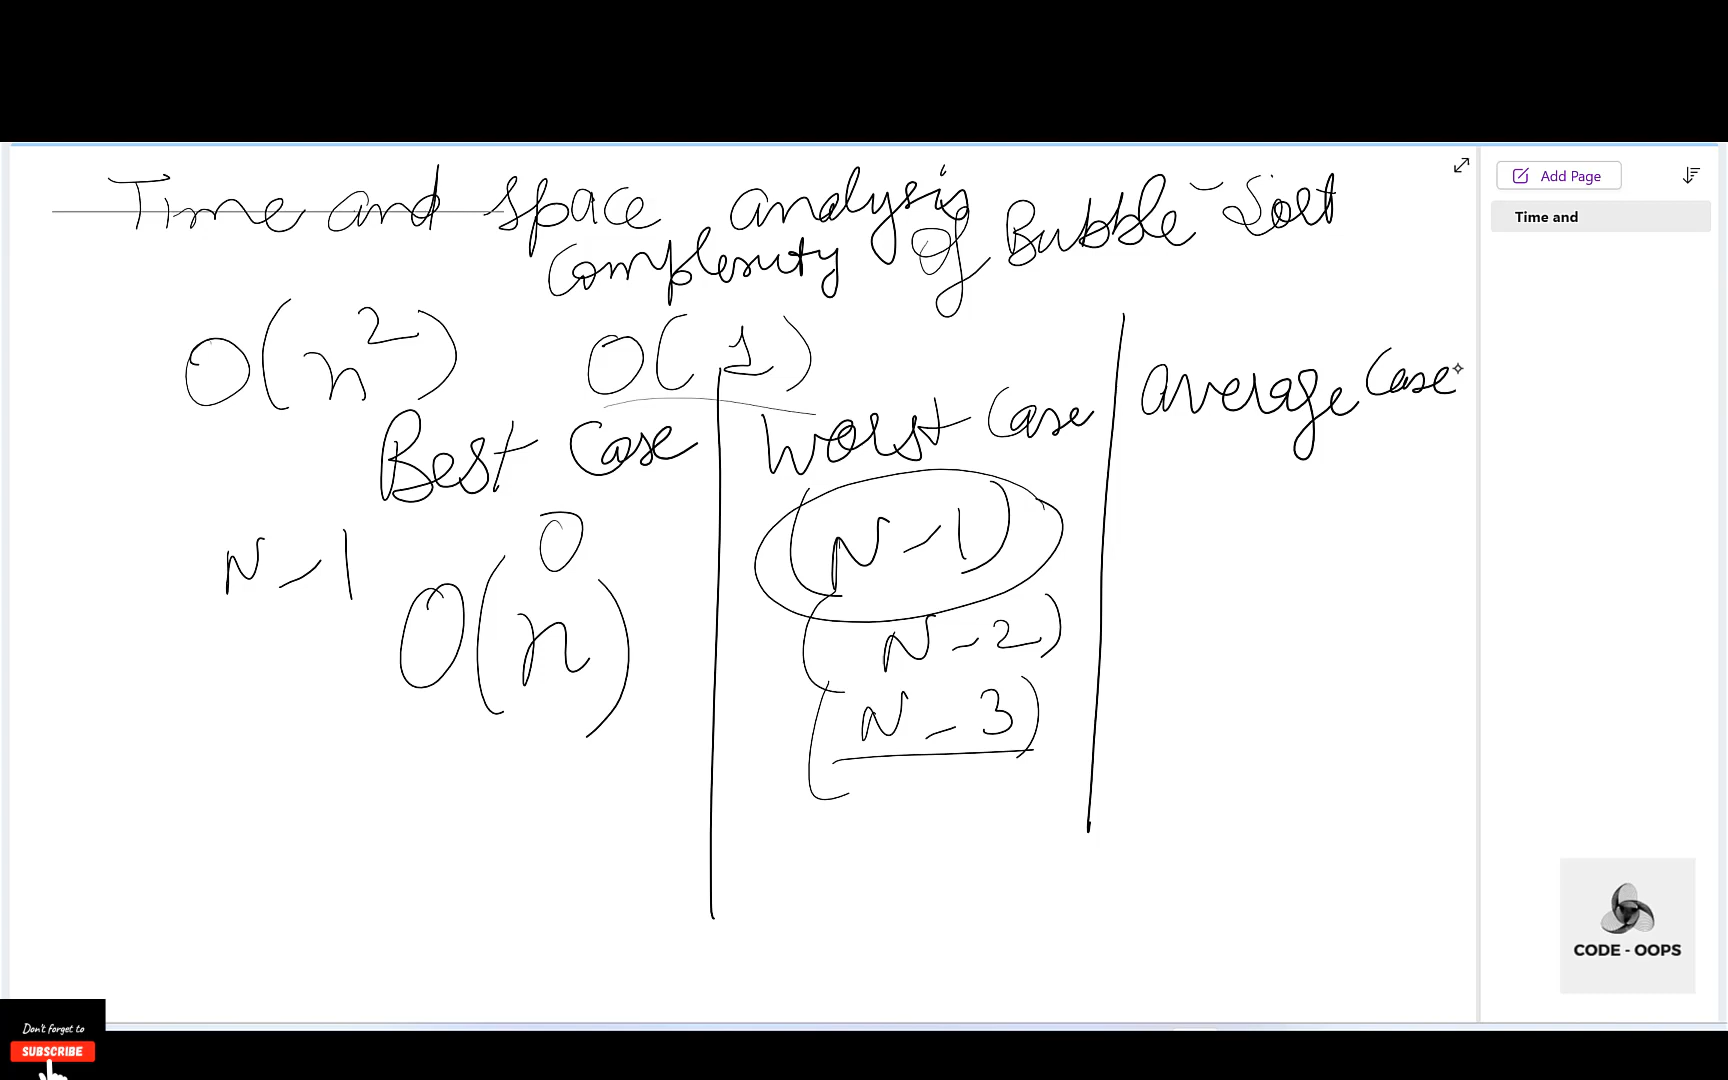 Time and space analysis
complexity Of Bubble-Sort
O(n²) O(1)
Best Case
N-1 0
O(n)
Worst Case
(N-1)
(N-2)
(N-3)
average Case
Add Page
Time and
CODE - OOPS
Don't forget to
SUBSCRIBE